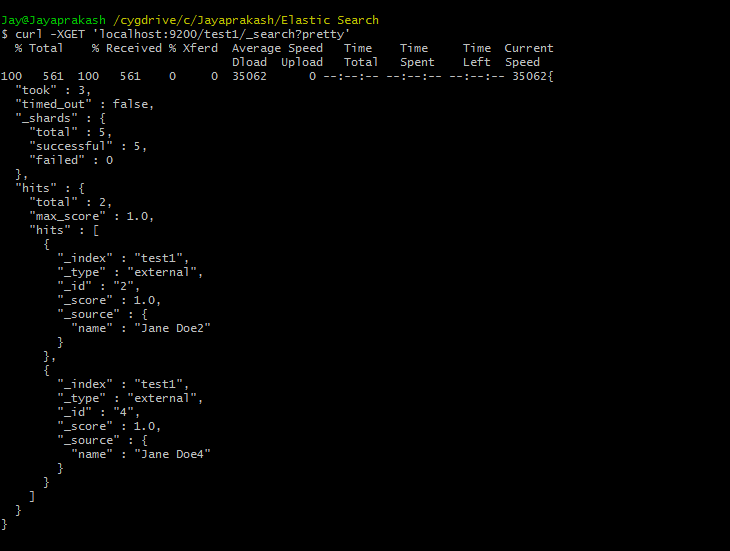 Jay@Jayaprakash /cygdrive/c/Jayaprakash/Elastic Search
$ curl -XGET 'localhost:9200/test1/_search?pretty'
  % Total    % Received % Xferd  Average Speed   Time    Time     Time  Current
                                 Dload  Upload   Total   Spent    Left  Speed
100   561  100   561    0     0  35062      0 --:--:-- --:--:-- --:--:-- 35062{
  "took" : 3,
  "timed_out" : false,
  "_shards" : {
    "total" : 5,
    "successful" : 5,
    "failed" : 0
  },
  "hits" : {
    "total" : 2,
    "max_score" : 1.0,
    "hits" : [
      {
        "_index" : "test1",
        "_type" : "external",
        "_id" : "2",
        "_score" : 1.0,
        "_source" : {
          "name" : "Jane Doe2"
        }
      },
      {
        "_index" : "test1",
        "_type" : "external",
        "_id" : "4",
        "_score" : 1.0,
        "_source" : {
          "name" : "Jane Doe4"
        }
      }
    ]
  }
}